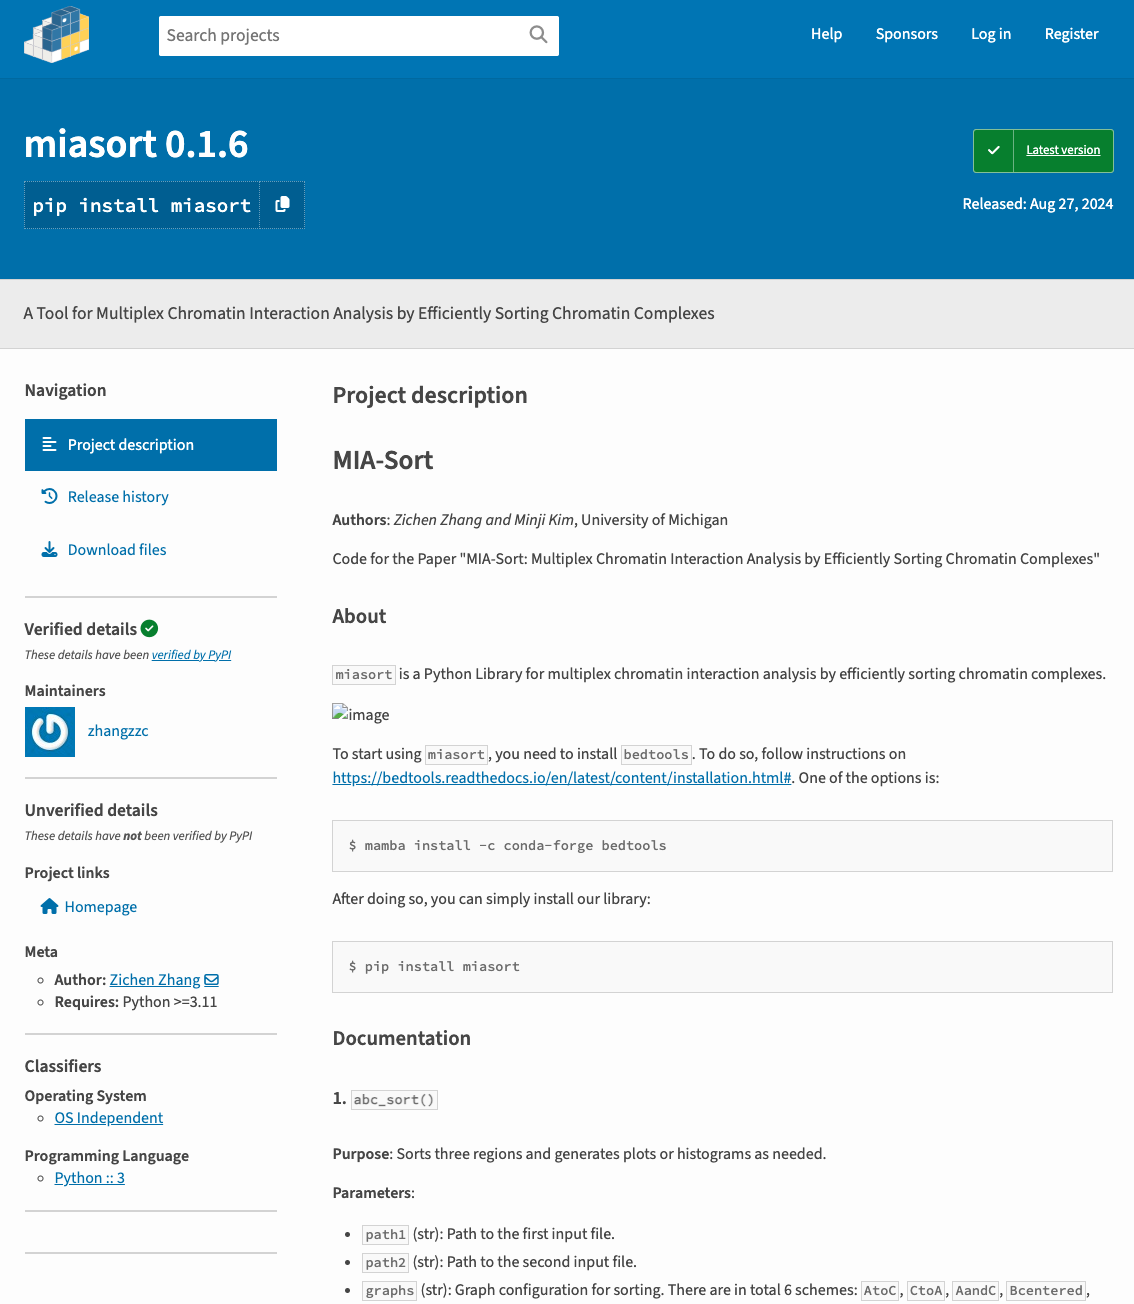 Search projects
Help
Sponsors
Log in
Register
miasort 0.1.6
pip install miasort
Latest version
Released: Aug 27, 2024
A Tool for Multiplex Chromatin Interaction Analysis by Efficiently Sorting Chromatin Complexes
Navigation
Project description
Release history
Download files
Verified details
These details have been verified by PyPI
Maintainers
zhangzzc
Unverified details
These details have not been verified by PyPI
Project links
Homepage
Meta
Author: Zichen Zhang
Requires: Python >=3.11
Classifiers
Operating System
OS Independent
Programming Language
Python :: 3
Project description
MIA-Sort
Authors: Zichen Zhang and Minji Kim, University of Michigan
Code for the Paper "MIA-Sort: Multiplex Chromatin Interaction Analysis by Efficiently Sorting Chromatin Complexes"
About
miasort is a Python Library for multiplex chromatin interaction analysis by efficiently sorting chromatin complexes.
image
To start using miasort, you need to install bedtools. To do so, follow instructions on
https://bedtools.readthedocs.io/en/latest/content/installation.html#. One of the options is:
$ mamba install -c conda-forge bedtools
After doing so, you can simply install our library:
$ pip install miasort
Documentation
1. abc_sort()
Purpose: Sorts three regions and generates plots or histograms as needed.
Parameters:
path1 (str): Path to the first input file.
path2 (str): Path to the second input file.
graphs (str): Graph configuration for sorting. There are in total 6 schemes: AtoC, CtoA, AandC, Bcentered,